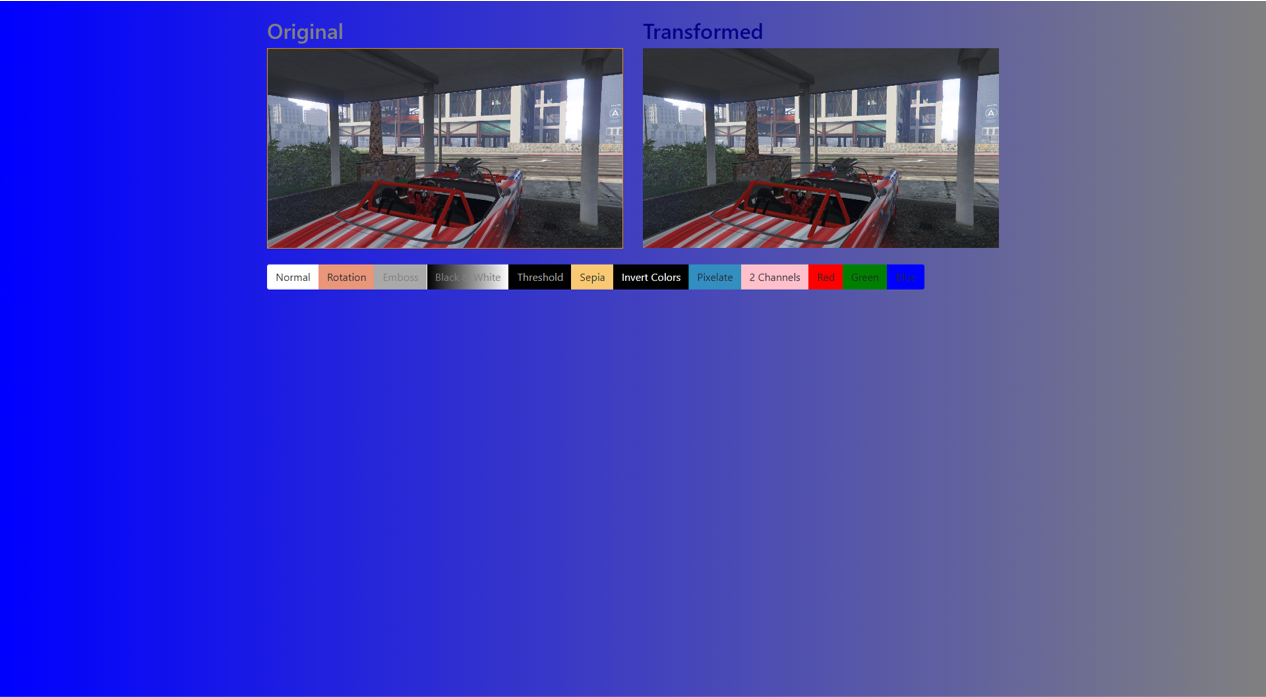 Original
Transformed
Normal
Rotation
Emboss
Black & White
Threshold
Sepia
Invert Colors
Pixelate
2 Channels
Red
Green
Blue